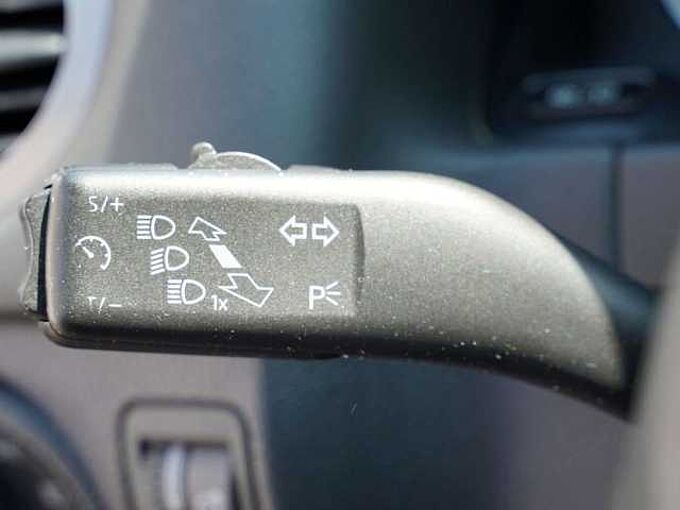 S/+
1x
P
T/-